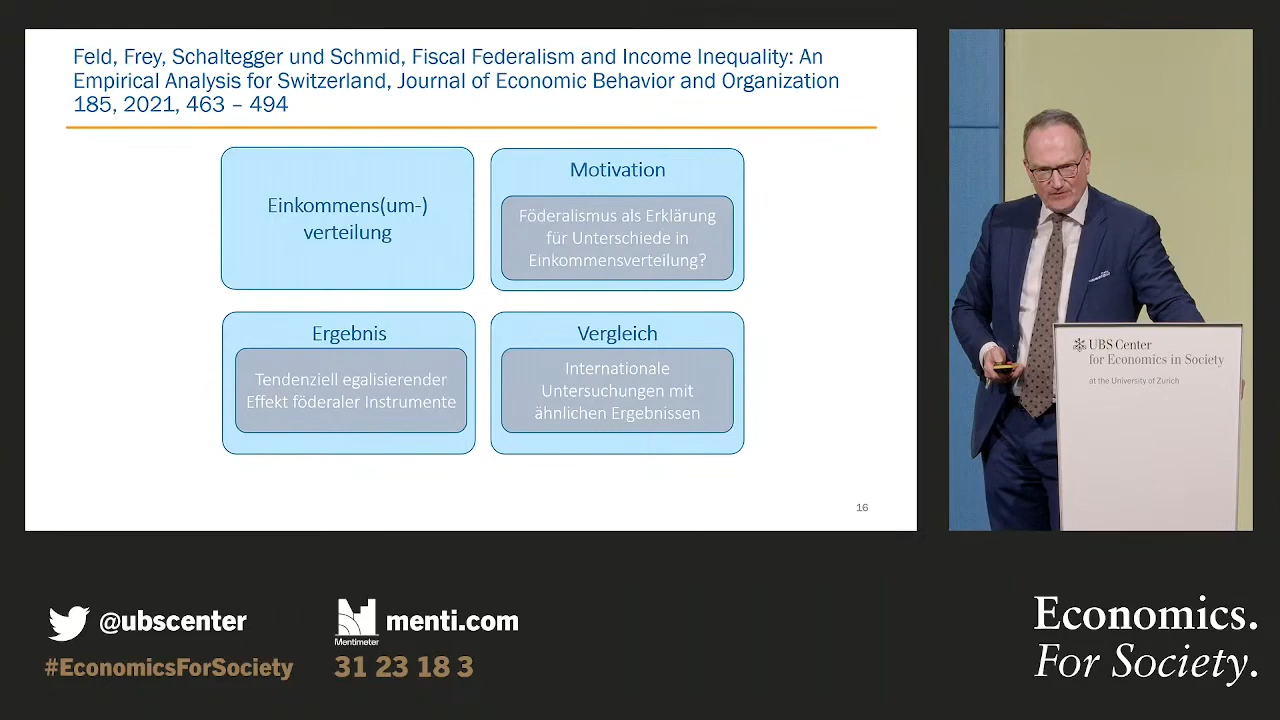 Feld, Frey, Schaltegger und Schmid, Fiscal Federalism and Income Inequality: An
Empirical Analysis for Switzerland, Journal of Economic Behavior and Organization
185, 2021, 463 – 494
Einkommens(um-)
verteilung
Motivation
Föderalismus als Erklärung
für Unterschiede in
Einkommensverteilung?
Ergebnis
Tendenziell egalisierender
Effekt föderaler Instrumente
Vergleich
Internationale
Untersuchungen mit
ähnlichen Ergebnissen
16
UBS Center
for Economics in Society
at the University of Zurich
@ubscenter
#EconomicsForSociety
Mentimeter
menti.com
31 23 18 3
Economics.
For Society.